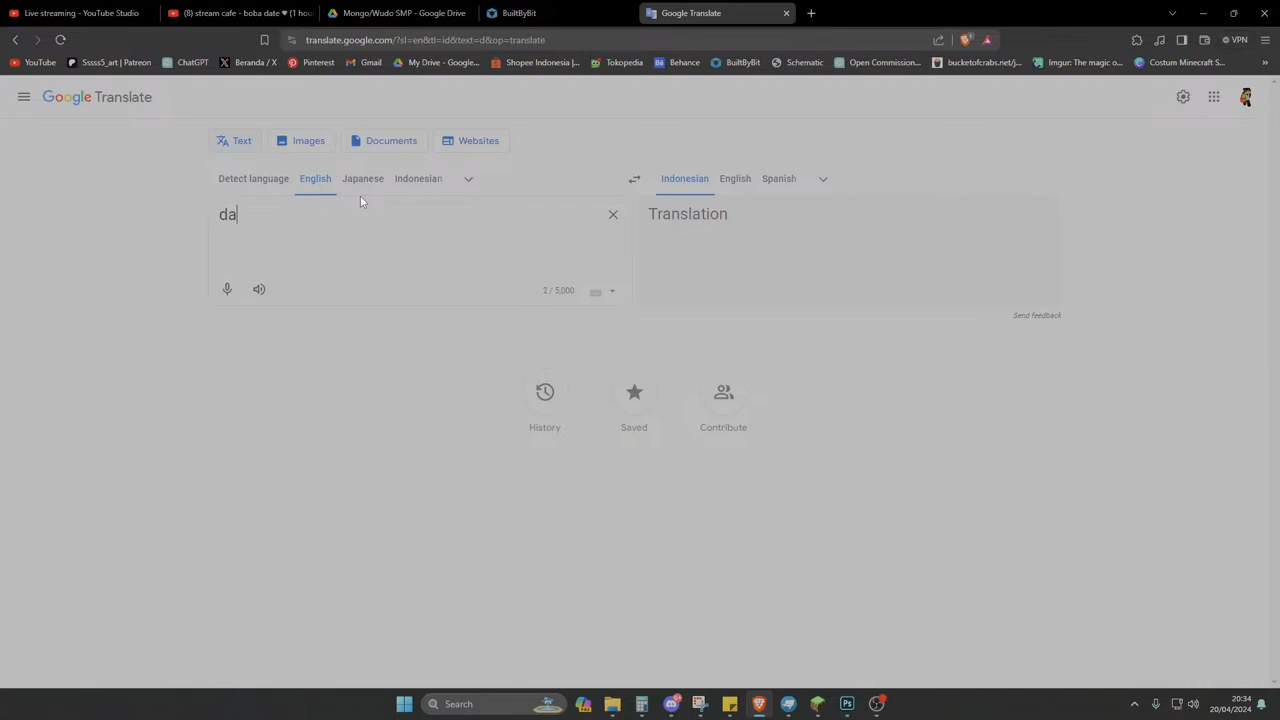 Live streaming - YouTube Studio
(8) stream cafe - boba date ♥ (1 hou
Mongo/Wudo SMP - Google Drive
BuiltByBit
Google Translate
translate.google.com/?sl=en&tl=id&text=d&op=translate
VPN
YouTube
Sssss5_art | Patreon
ChatGPT
Beranda / X
Pinterest
Gmail
My Drive - Google...
Shopee Indonesia |...
Tokopedia
Behance
BuiltByBit
Schematic
Open Commission...
bucketofcrabs.net/j...
Imgur: The magic o...
Costum Minecraft S...
Google Translate
Text
Images
Documents
Websites
Detect language
English
Japanese
Indonesian
Indonesian
English
Spanish
da
Translation
2 / 5,000
Send feedback
History
Saved
Contribute
Search
Ps
20:34
20/04/2024